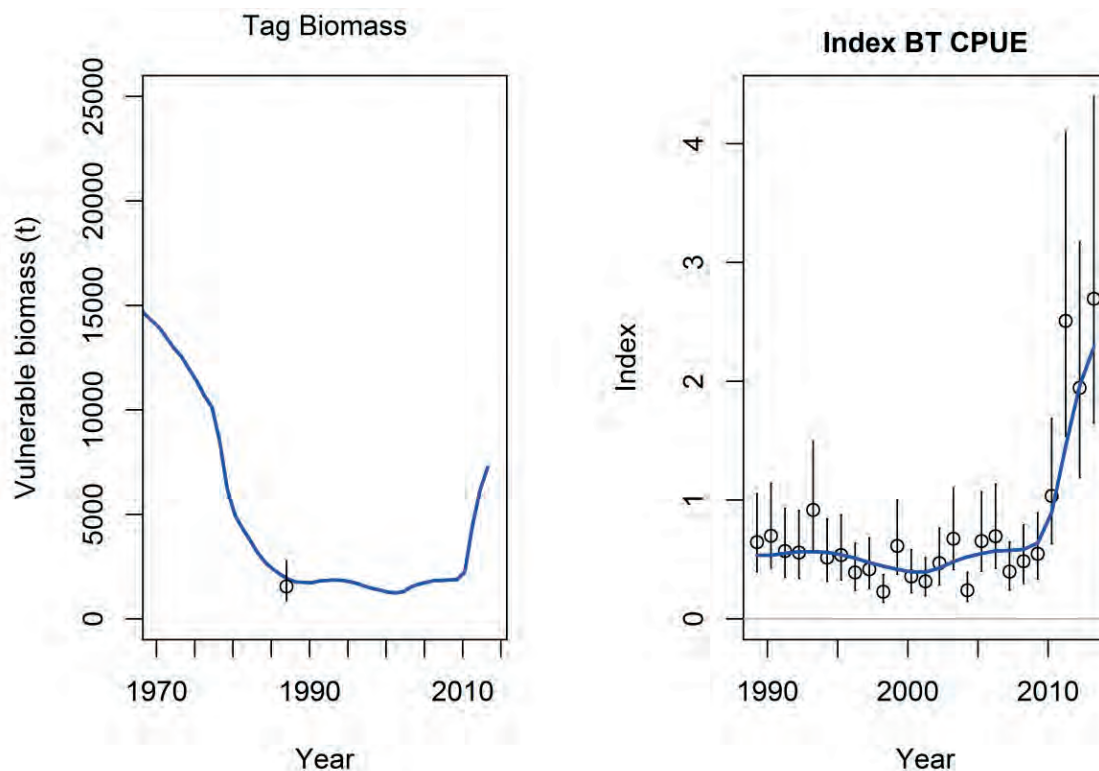 Tag Biomass
Vulnerable biomass (t)
25000
20000
15000
10000
5000
0
1970 1990 2010
Year
Index BT CPUE
Index
4
3
2
1
0
1990 2000 2010
Year